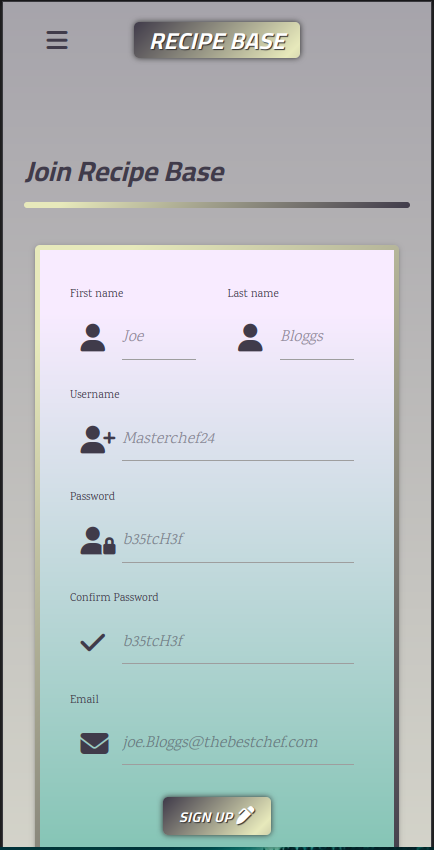 RECIPE BASE
Join Recipe Base
First name Last name
Joe Bloggs
Username
Masterchef24
Password
b35tcH3f
Confirm Password
b35tcH3f
Email
joe.Bloggs@thebestchef.com
SIGN UP